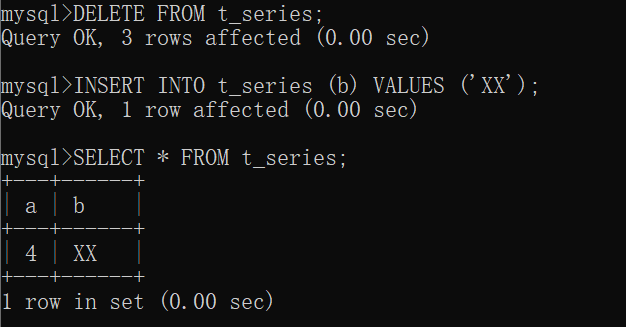 mysql>DELETE FROM t_series;
Query OK, 3 rows affected (0.00 sec)
mysql>INSERT INTO t_series (b) VALUES ('XX');
Query OK, 1 row affected (0.00 sec)
mysql>SELECT * FROM t_series;
+---+------+
| a | b    |
+---+------+
| 4 | XX   |
+---+------+
1 row in set (0.00 sec)